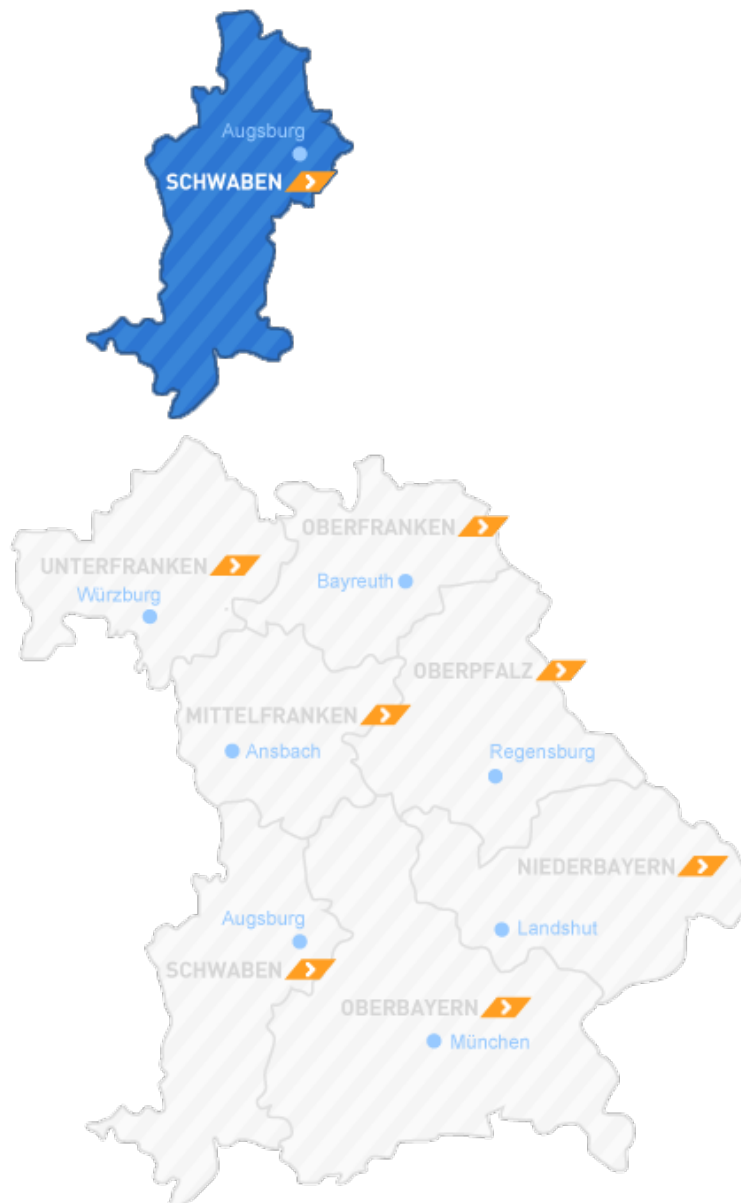 Augsburg
SCHWABEN
OBERFRANKEN
UNTERFRANKEN
Bayreuth
Würzburg
OBERPFALZ
MITTELFRANKEN
Ansbach
Regensburg
NIEDERBAYERN
Augsburg
Landshut
SCHWABEN
OBERBAYERN
München